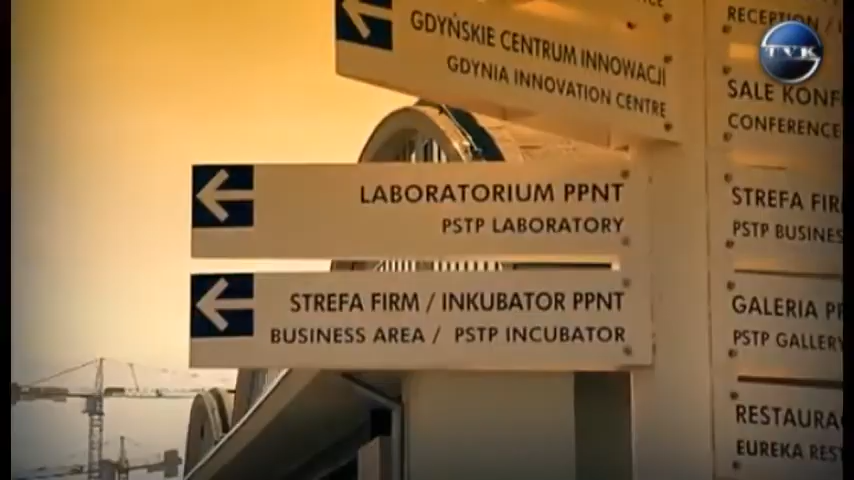 GDYŃSKIE CENTRUM INNOWACJI
GDYNIA INNOVATION CENTRE
LABORATORIUM PPNT
PSTP LABORATORY
STREFA FIRM / INKUBATOR PPNT
BUSINESS AREA / PSTP INCUBATOR
RECEPTION /
TVK
SALE KONF
CONFERENCE
STREFA FIR
PSTP BUSINES
GALERIA PP
PSTP GALLERY
RESTAURA
EUREKA RES